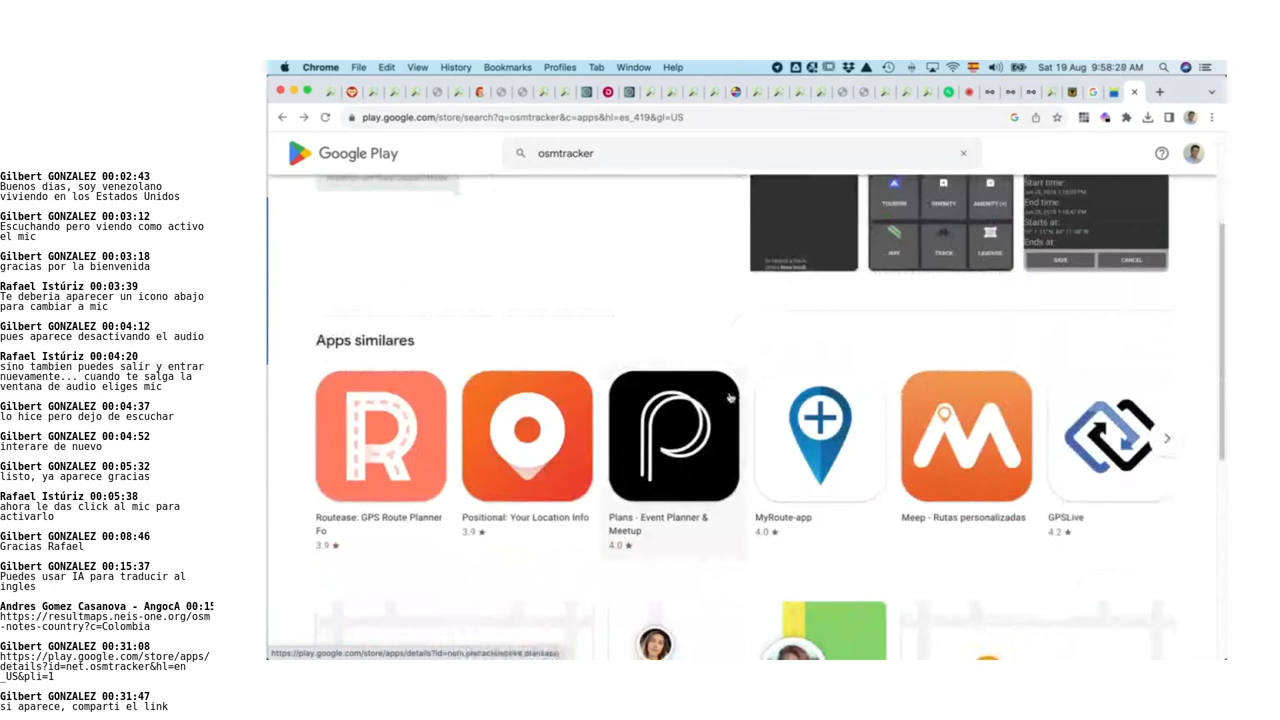 Gilbert GONZALEZ 00:02:43
Buenos dias, soy venezolano
viviendo en los Estados Unidos
Gilbert GONZALEZ 00:03:12
Escuchando pero viendo como activo
el mic
Gilbert GONZALEZ 00:03:18
gracias por la bienvenida
Rafael Istúriz 00:03:39
Te deberia aparecer un icono abajo
para cambiar a mic
Gilbert GONZALEZ 00:04:12
pues aparece desactivando el audio
Rafael Istúriz 00:04:20
sino tambien puedes salir y entrar
nuevamente... cuando te salga la
ventana de audio eliges mic
Gilbert GONZALEZ 00:04:37
lo hice pero dejo de escuchar
Gilbert GONZALEZ 00:04:52
interare de nuevo
Gilbert GONZALEZ 00:05:32
listo, ya aparece gracias
Rafael Istúriz 00:05:38
ahora le das click al mic para
activarlo
Gilbert GONZALEZ 00:08:46
Gracias Rafael
Gilbert GONZALEZ 00:15:37
Puedes usar IA para traducir al
ingles
Andres Gomez Casanova - AngocA 00:15
https://resultmaps.neis-one.org/osm
-notes-country?c=Colombia
Gilbert GONZALEZ 00:31:08
https://play.google.com/store/apps/
details?id=net.osmtracker&hl=en
_US&pli=1
Gilbert GONZALEZ 00:31:47
si aparece, comparti el link
Chrome File Edit View History Bookmarks Profiles Tab Window Help
Sat 19 Aug 9:58:29 AM
play.google.com/store/search?q=osmtracker&c=apps&hl=es_419&gl=US
Google Play
osmtracker
TOURISM AMENITY AMENITY (+)
WAY TRACK LANDUSE
Start time:
End time:
Starts at:
Ends at:
SAVE CANCEL
Apps similares
Routease: GPS Route Planner
Fo
3.9 ★
Positional: Your Location Info
3.9 ★
Plans - Event Planner &
Meetup
4.0 ★
MyRoute-app
4.0 ★
Meep - Rutas personalizadas
GPSLive
4.2 ★